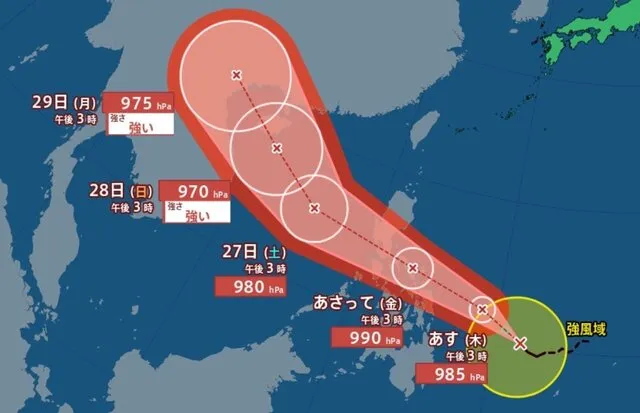 29日 (月) 975 hPa
午後3時 強さ 強い
28日 (日) 970 hPa
午後3時 強さ 強い
27日 (土)
午後3時
980 hPa
あさって (金)
午後3時
990 hPa
あす (木)
午後3時
985 hPa
強風域